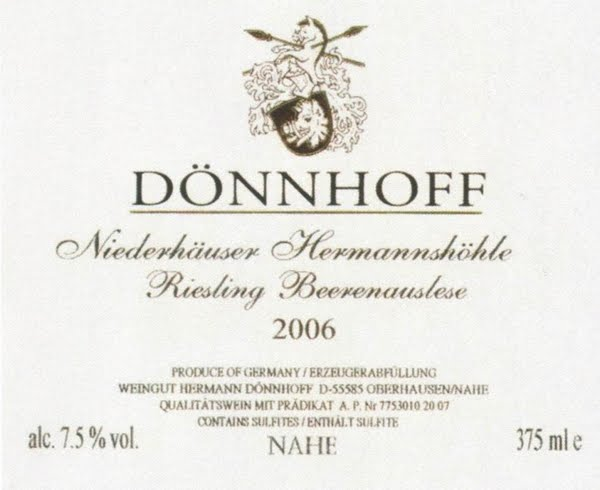 DÖNNHOFF
Niederhäuser Hermannshöhle
Riesling Beerenauslese
2006
PRODUCE OF GERMANY / ERZEUGERABFÜLLUNG
WEINGUT HERMANN DÖNNHOFF D-55585 OBERHAUSEN/NAHE
QUALITÄTSWEIN MIT PRÄDIKAT A. P. Nr 7753010 20 07
CONTAINS SULFITES / ENTHÄLT SULFITE
alc. 7.5 % vol. NAHE 375 ml e